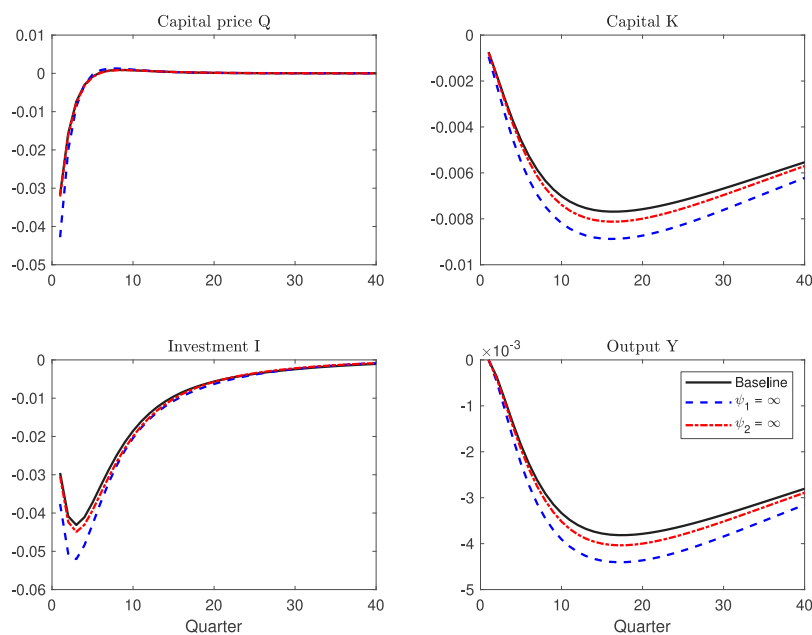 Capital price Q
0.01
0
-0.01
-0.02
-0.03
-0.04
-0.05
0 10 20 30 40
Capital K
0
-0.002
-0.004
-0.006
-0.008
-0.01
0 10 20 30 40
Investment I
0
-0.01
-0.02
-0.03
-0.04
-0.05
-0.06
0 10 20 30 40
Quarter
Output Y
×10⁻³
0
-1
-2
-3
-4
-5
0 10 20 30 40
Quarter
Baseline
ψ₁ = ∞
ψ₂ = ∞